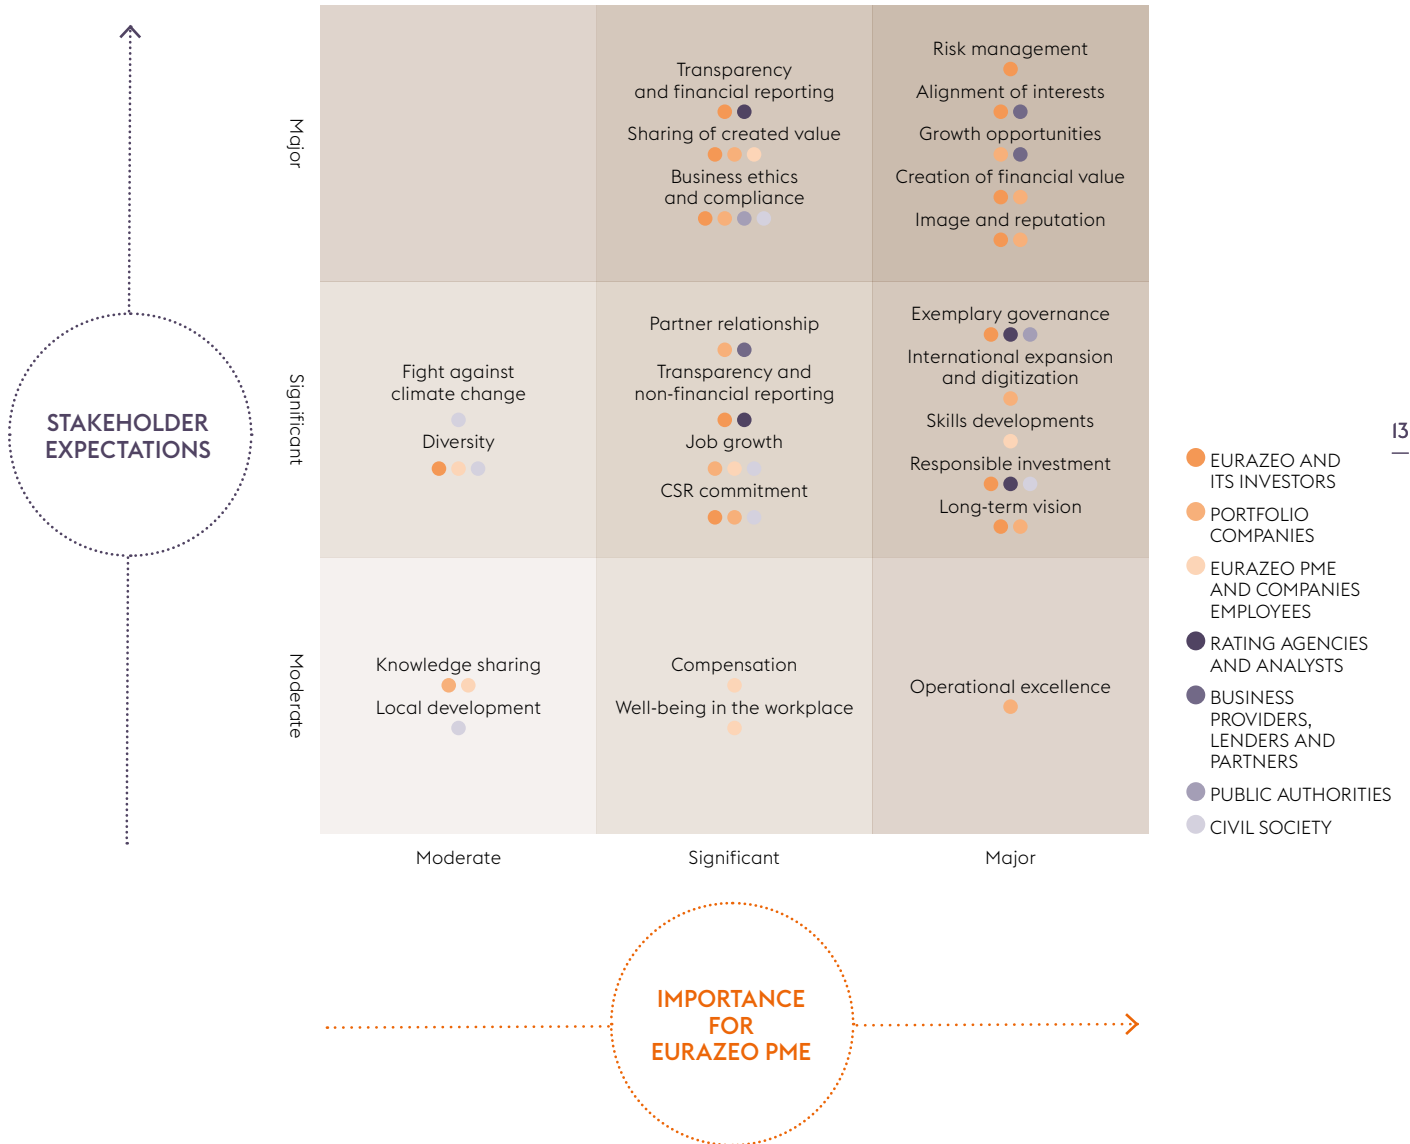 Major
Significant
Moderate
STAKEHOLDER
EXPECTATIONS
Transparency
and financial reporting
Sharing of created value
Business ethics
and compliance
Risk management
Alignment of interests
Growth opportunities
Creation of financial value
Image and reputation
Fight against
climate change
Diversity
Partner relationship
Transparency and
non-financial reporting
Job growth
CSR commitment
Exemplary governance
International expansion
and digitization
Skills developments
Responsible investment
Long-term vision
Knowledge sharing
Local development
Compensation
Well-being in the workplace
Operational excellence
Moderate
Significant
Major
IMPORTANCE
FOR
EURAZEO PME
13
EURAZEO AND
ITS INVESTORS
PORTFOLIO
COMPANIES
EURAZEO PME
AND COMPANIES
EMPLOYEES
RATING AGENCIES
AND ANALYSTS
BUSINESS
PROVIDERS,
LENDERS AND
PARTNERS
PUBLIC AUTHORITIES
CIVIL SOCIETY